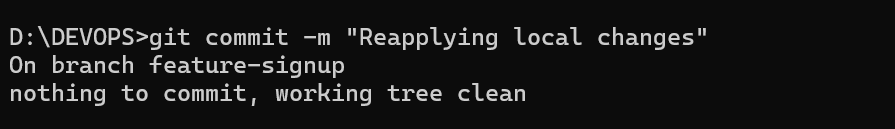 D:\DEVOPS>git commit -m "Reapplying local changes"
On branch feature-signup
nothing to commit, working tree clean